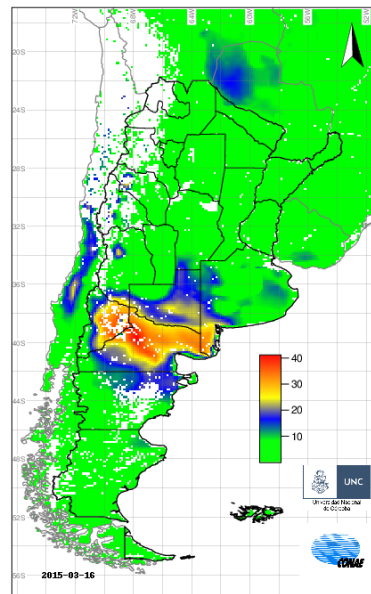 72W 68W 64W 60W 56W 52W
20S
24S
28S
32S
36S
40S
44S
48S
52S
56S
40
30
20
10
UNC
Universidad Nacional
de Córdoba
CONAE
2015-03-16